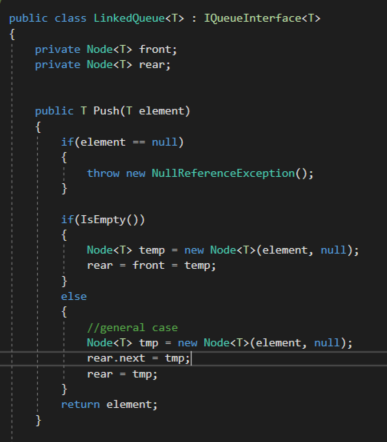 public class LinkedQueue<T> : IQueueInterface<T>
{
private Node<T> front;
private Node<T> rear;
public T Push(T element)
{
if(element == null)
{
throw new NullReferenceException();
}
if(IsEmpty())
{
Node<T> temp = new Node<T>(element, null);
rear = front = temp;
}
else
{
//general case
Node<T> tmp = new Node<T>(element, null);
rear.next = tmp;
rear = tmp;
}
return element;
}